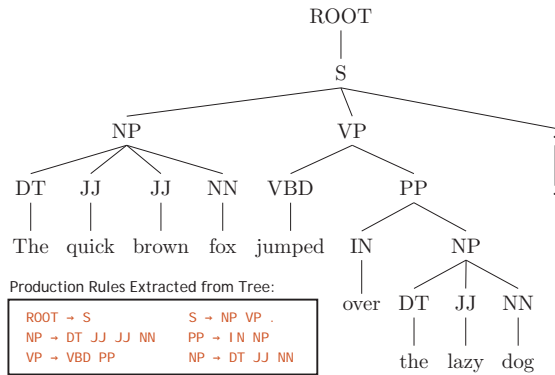 ROOT
S
NP VP .
DT JJ JJ NN VBD PP .
The quick brown fox jumped IN NP
over DT JJ NN
the lazy dog
Production Rules Extracted from Tree:
ROOT → S S → NP VP .
NP → DT JJ JJ NN PP → IN NP
VP → VBD PP NP → DT JJ NN